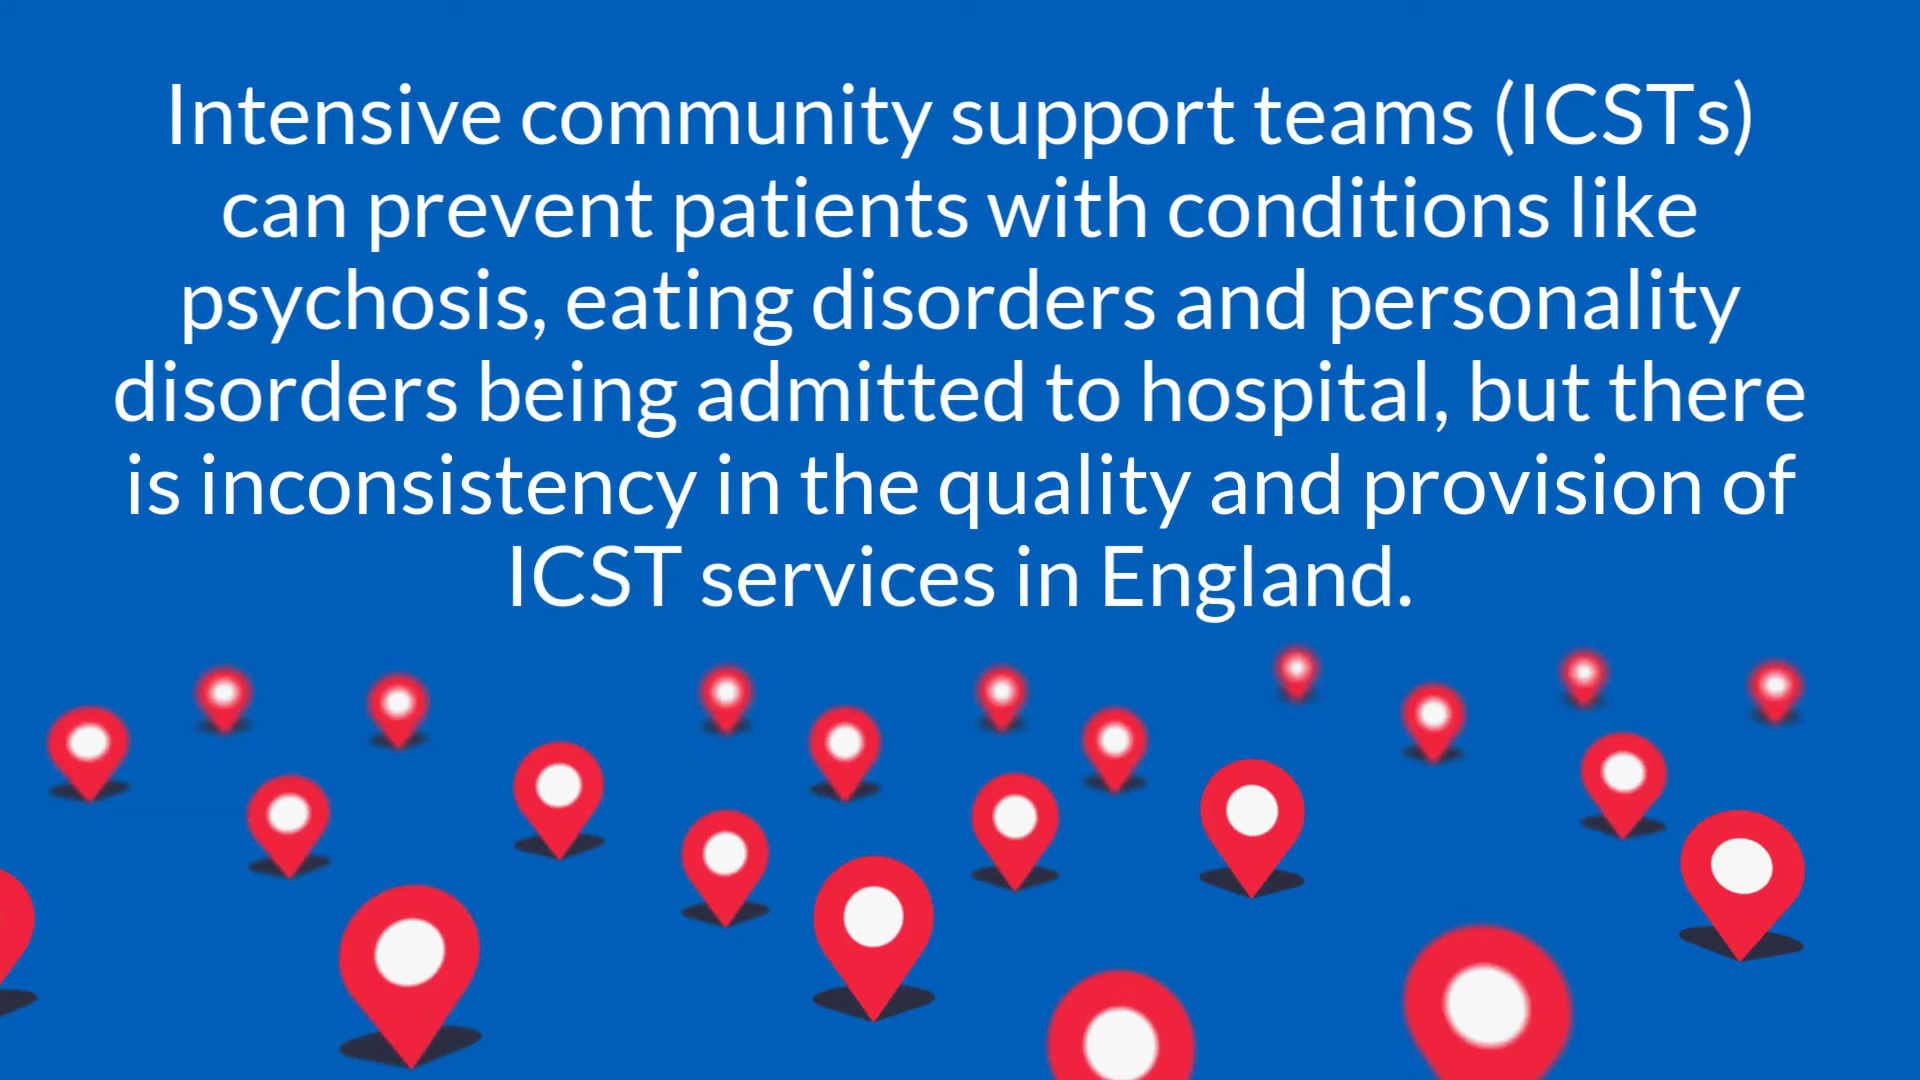 Intensive community support teams (ICSTs)
can prevent patients with conditions like
psychosis, eating disorders and personality
disorders being admitted to hospital, but there
is inconsistency in the quality and provision of
ICST services in England.